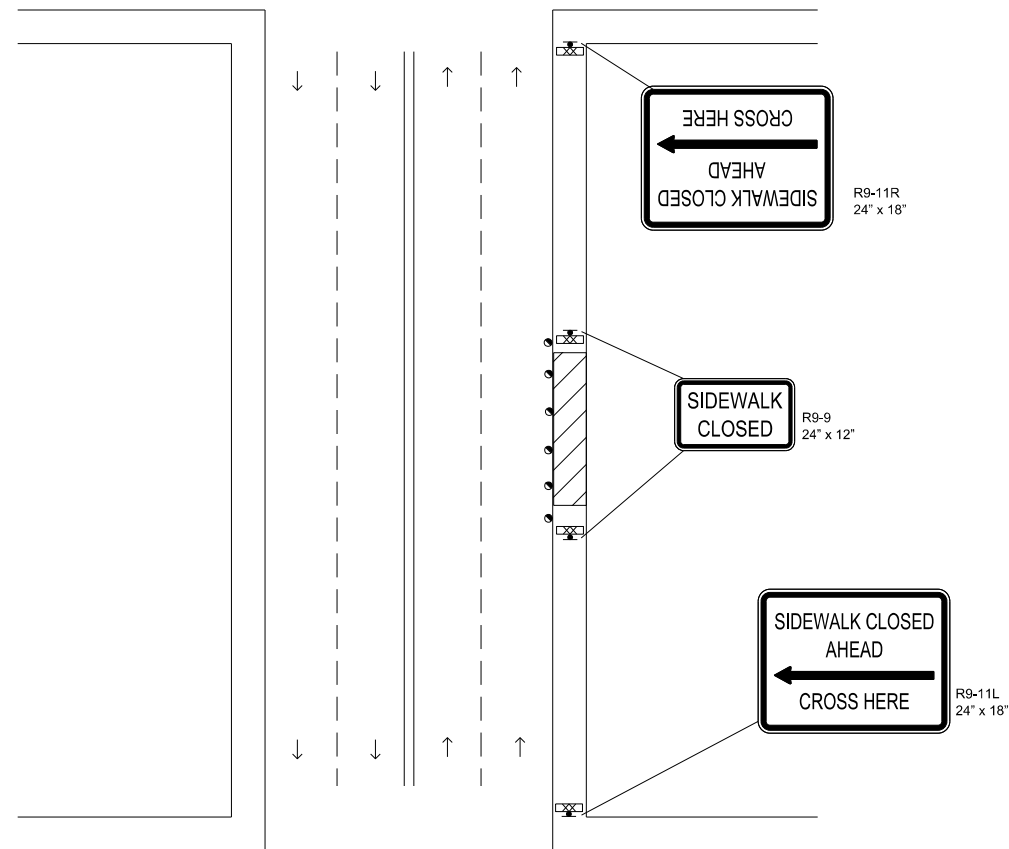 SIDEWALK CLOSED
AHEAD
CROSS HERE
R9-11R
24" x 18"
SIDEWALK
CLOSED
R9-9
24" x 12"
SIDEWALK CLOSED
AHEAD
CROSS HERE
R9-11L
24" x 18"